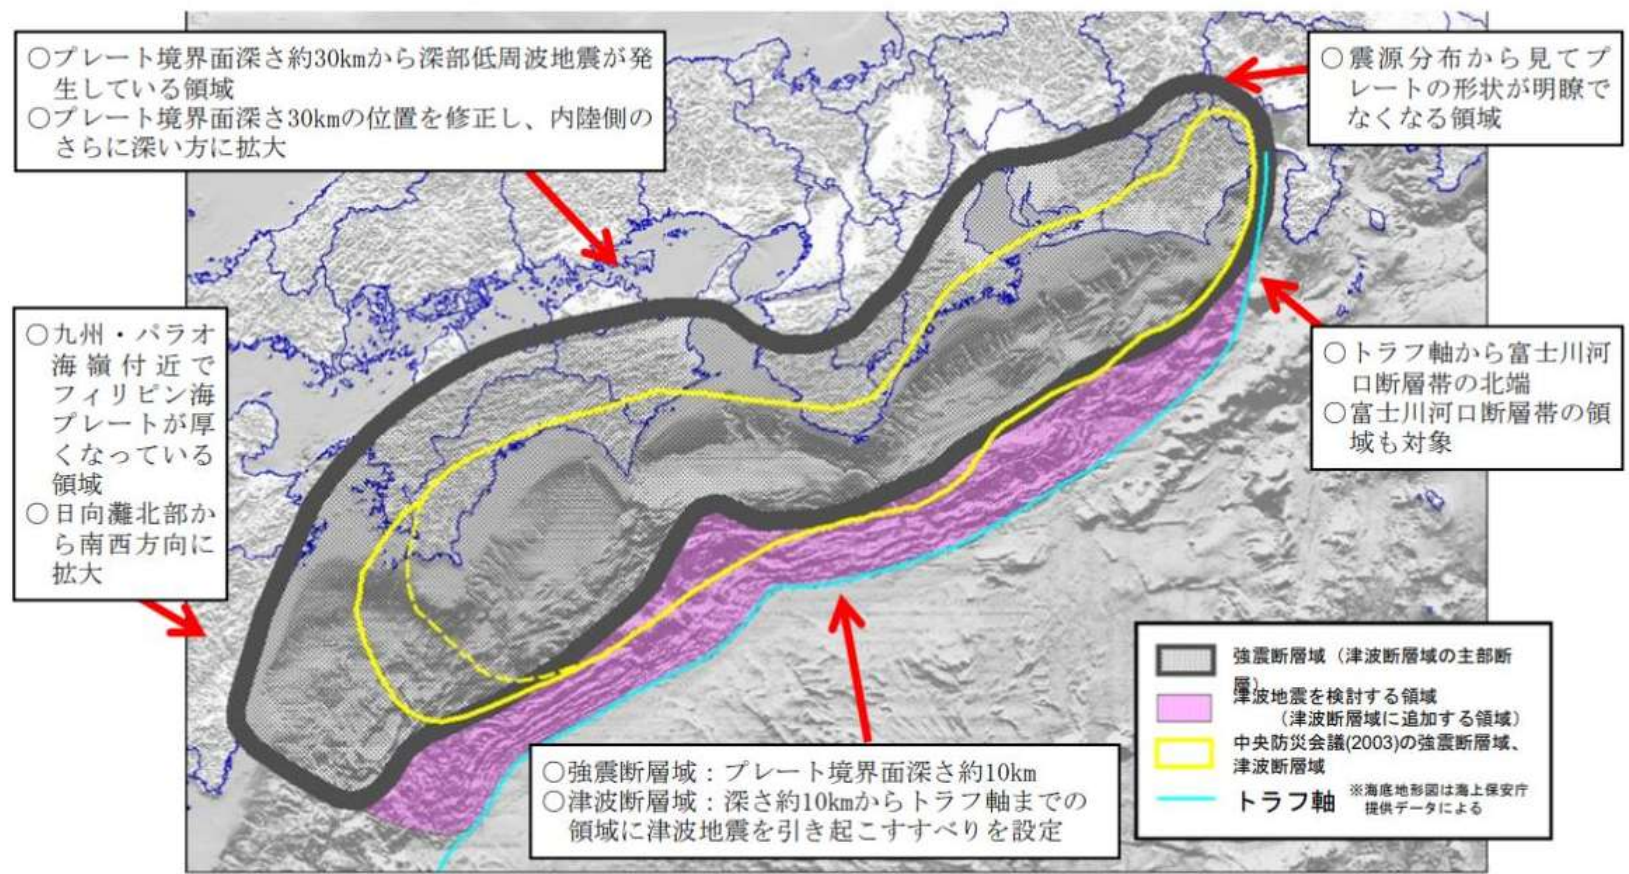 ○プレート境界面深さ約30kmから深部低周波地震が発
生している領域
○プレート境界面深さ30kmの位置を修正し、内陸側の
さらに深い方に拡大
○震源分布から見てプ
レートの形状が明瞭で
なくなる領域
○九州・パラオ
海嶺付近で
フィリピン海
プレートが厚
くなっている
領域
○日向灘北部か
ら南西方向に
拡大
○トラフ軸から富士川河
口断層帯の北端
○富士川河口断層帯の領
域も対象
○強震断層域：プレート境界面深さ約10km
○津波断層域：深さ約10kmからトラフ軸までの
領域に津波地震を引き起こすすべりを設定
強震断層域（津波断層域の主部断
層）
津波地震を検討する領域
（津波断層域に追加する領域）
中央防災会議(2003)の強震断層域、
津波断層域
トラフ軸
※海底地形図は海上保安庁
提供データによる